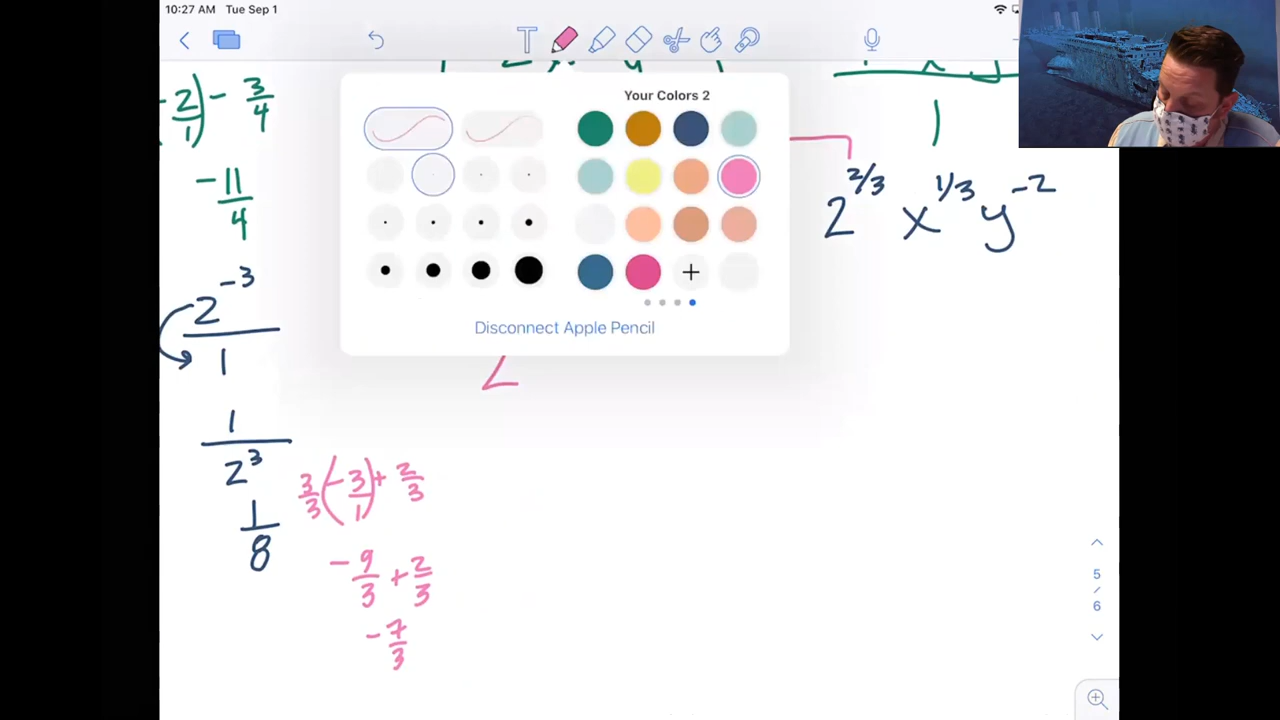 10:27 AM Tue Sep 1
T
Your Colors 2
Disconnect Apple Pencil
-2/1) - 3/4
-11/4
2^-3
1
1
2^3
1
8
3/3(-3/1) + 2/3
-9/3 + 2/3
-7/3
2
1
2^2/3 x^1/3 y^-2
5
/
6